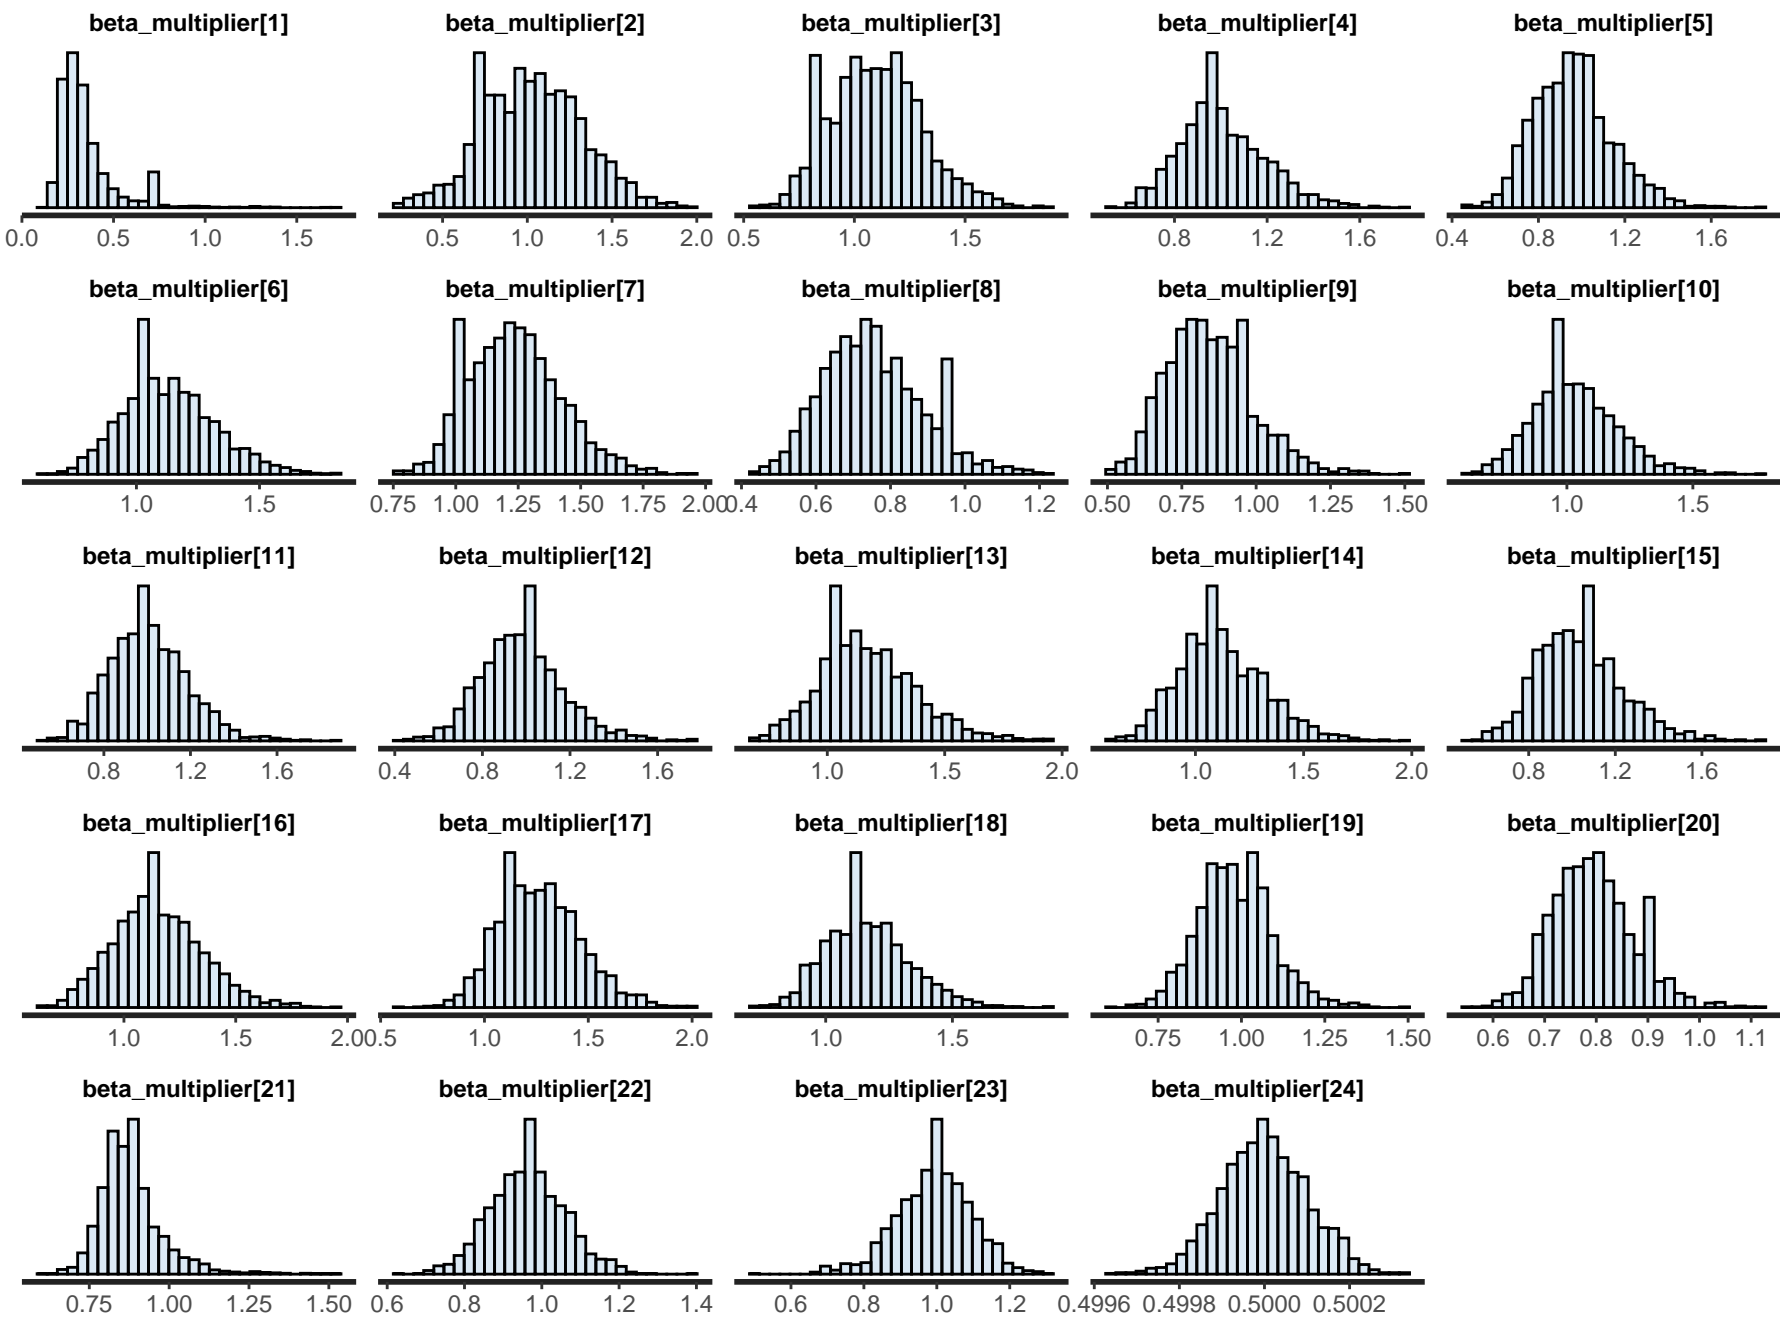 beta_multiplier[1] beta_multiplier[2] beta_multiplier[3] beta_multiplier[4] beta_multiplier[5]
0.0 0.5 1.0 1.5 0.5 1.0 1.5 2.0 0.5 1.0 1.5 0.8 1.2 1.6 0.4 0.8 1.2 1.6
beta_multiplier[6] beta_multiplier[7] beta_multiplier[8] beta_multiplier[9] beta_multiplier[10]
1.0 1.5 0.75 1.00 1.25 1.50 1.75 2.00 0.4 0.6 0.8 1.0 1.2 0.50 0.75 1.00 1.25 1.50 1.0 1.5
beta_multiplier[11] beta_multiplier[12] beta_multiplier[13] beta_multiplier[14] beta_multiplier[15]
0.8 1.2 1.6 0.4 0.8 1.2 1.6 1.0 1.5 2.0 1.0 1.5 2.0 0.8 1.2 1.6
beta_multiplier[16] beta_multiplier[17] beta_multiplier[18] beta_multiplier[19] beta_multiplier[20]
1.0 1.5 2.0 0.5 1.0 1.5 2.0 1.0 1.5 0.75 1.00 1.25 1.50 0.6 0.7 0.8 0.9 1.0 1.1
beta_multiplier[21] beta_multiplier[22] beta_multiplier[23] beta_multiplier[24]
0.75 1.00 1.25 1.50 0.6 0.8 1.0 1.2 1.4 0.6 0.8 1.0 1.2 0.4996 0.4998 0.5000 0.5002